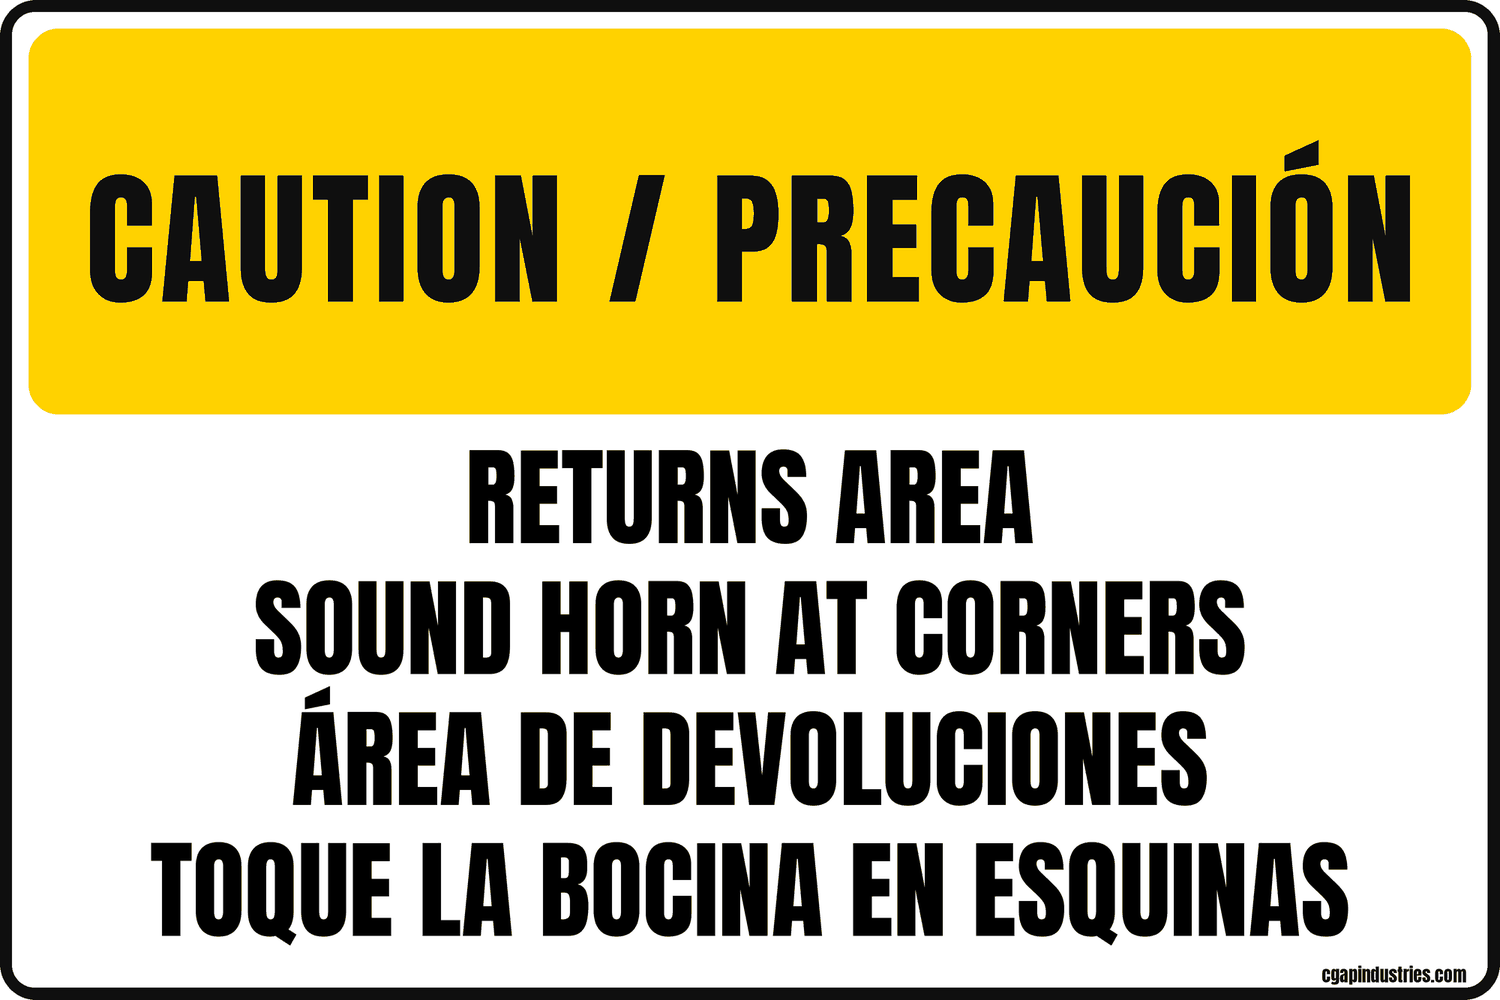 CAUTION / PRECAUCIÓN
RETURNS AREA
SOUND HORN AT CORNERS
ÁREA DE DEVOLUCIONES
TOQUE LA BOCINA EN ESQUINAS
cgapindustries.com